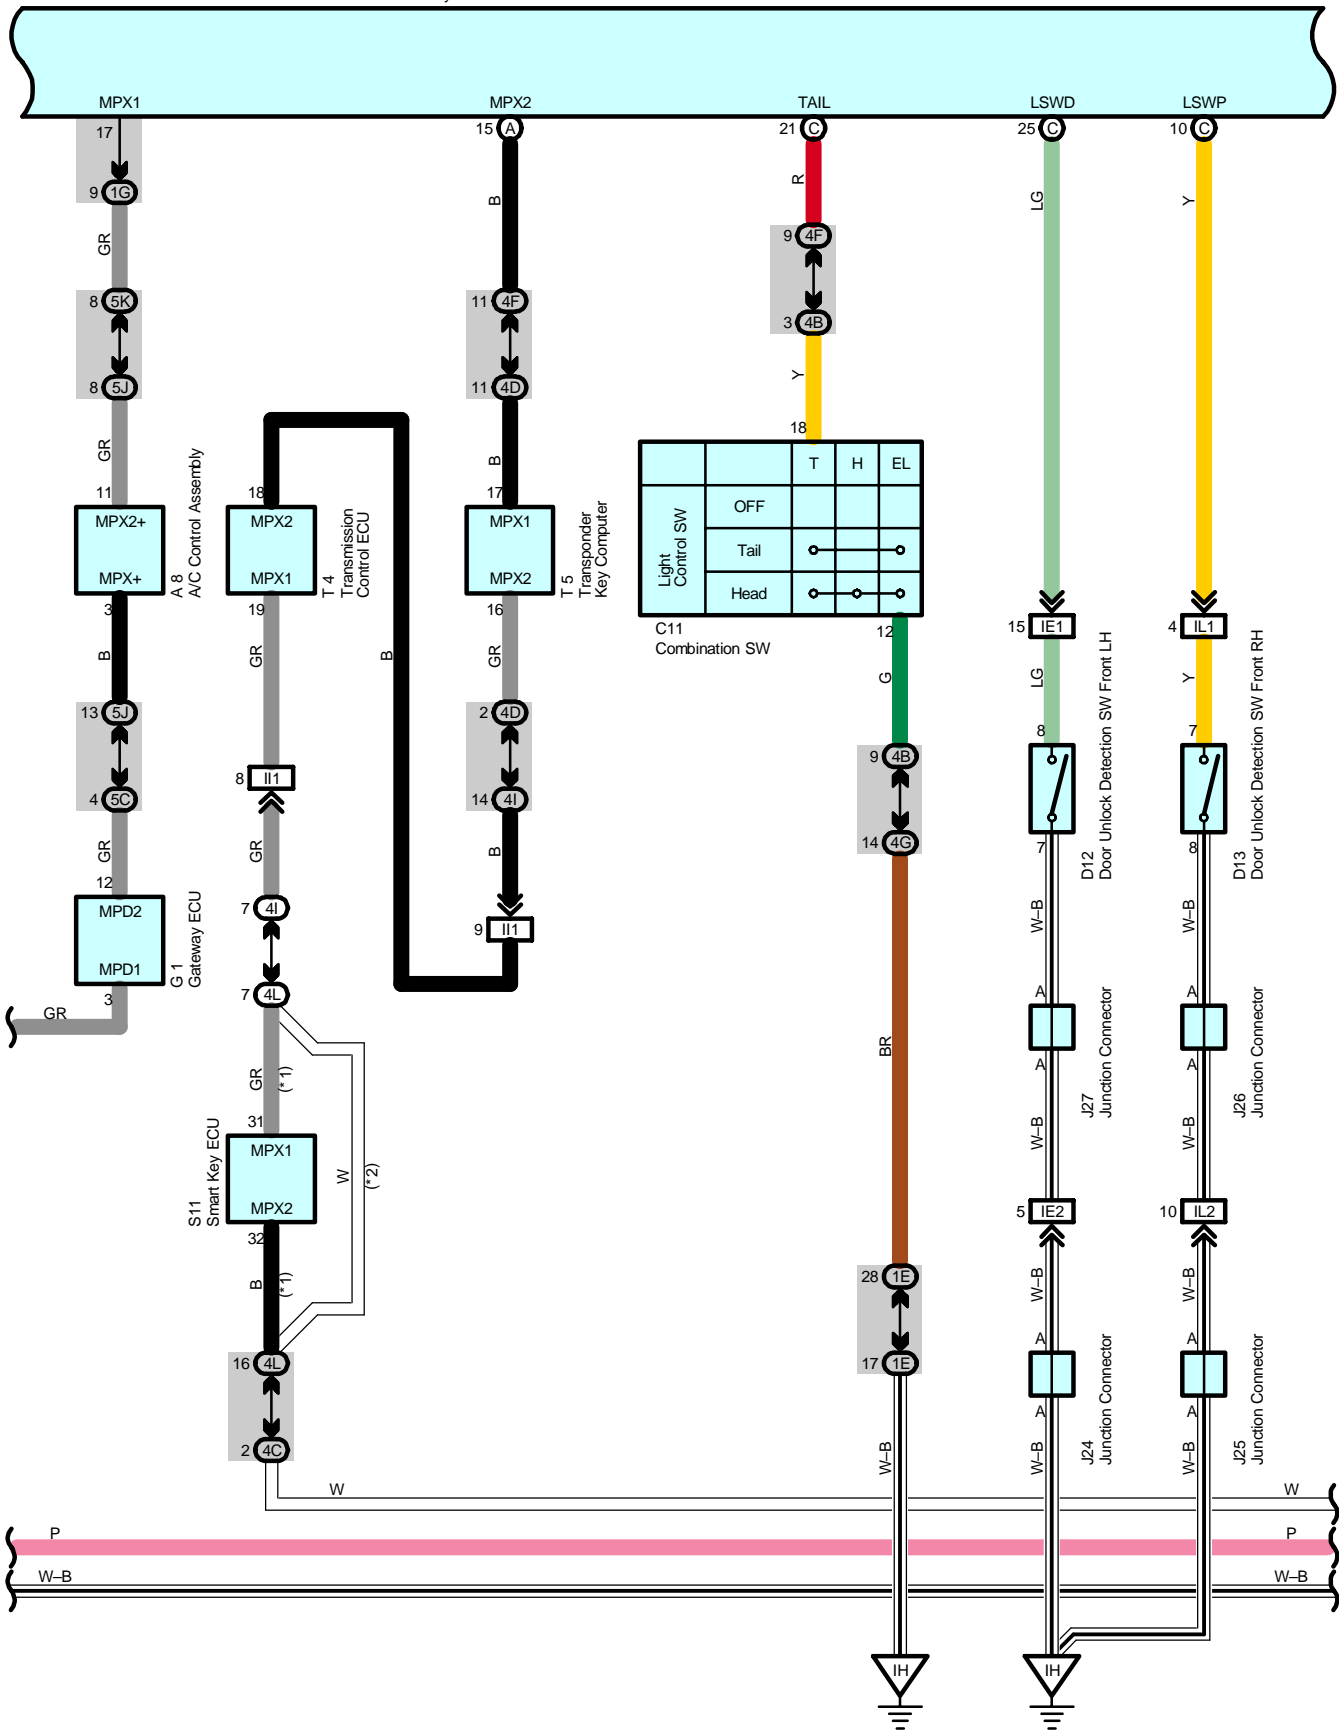 MPX1
MPX2
TAIL
LSWD
LSWP
17
15 A
21 C
25 C
10 C
9 1G
B
R
LG
Y
GR
9 4F
8 5K
11 4F
3 4B
8 5J
11 4D
Y
GR
B
18
11
18
17
T H EL
MPX2+
MPX+
A 8
A/C Control Assembly
MPX2
MPX1
T 4
Transmission
Control ECU
MPX1
MPX2
T 5
Transponder
Key Computer
Light
Control SW
OFF
Tail
Head
3
19
16
12
C11
Combination SW
15 IE1
4 IL1
B
GR
B
GR
G
LG
Y
13 5J
2 4D
8
7
4 5C
8 II1
14 4I
9 4B
14 4G
D12
Door Unlock Detection SW Front LH
D13
Door Unlock Detection SW Front RH
7
8
GR
GR
B
12
7 4I
9 II1
W–B
W–B
MPD2
MPD1
G 1
Gateway ECU
3
GR
7 4L
A
A
J27
Junction Connector
J26
Junction Connector
A
A
GR
(*1)
BR
31
W–B
W–B
MPX1
MPX2
S11
Smart Key ECU
W
(*2)
32
5 IE2
10 IL2
B
(*1)
28 1E
W–B
W–B
16 4L
17 1E
A
A
J24
Junction Connector
J25
Junction Connector
A
A
2 4C
W–B
W–B
W–B
W
W
P
P
W–B
W–B
IH
IH